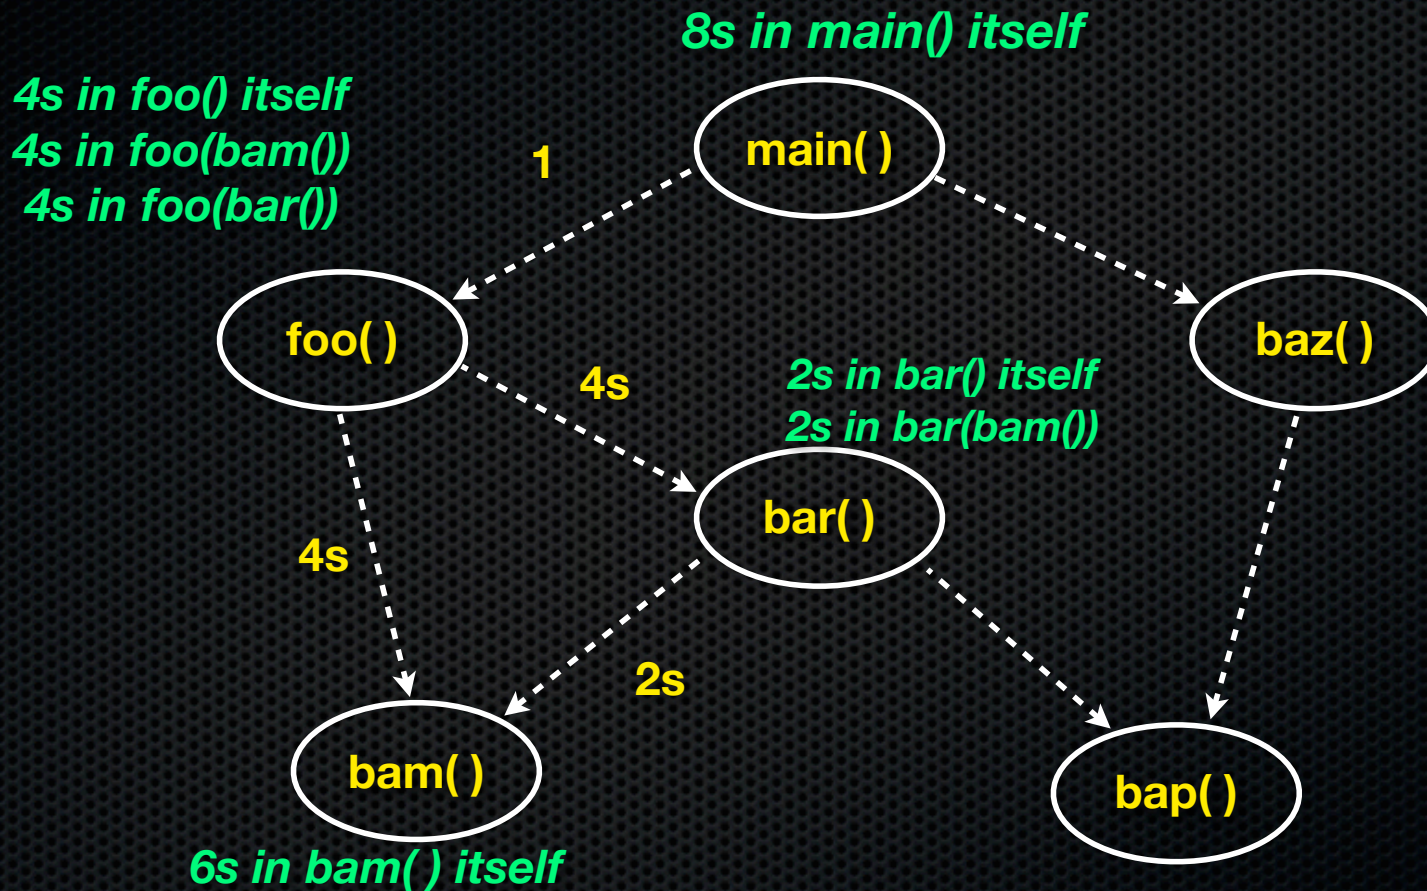 8s in main() itself
4s in foo() itself
4s in foo(bam())
4s in foo(bar())
1
main( )
foo( )
baz( )
4s
2s in bar() itself
2s in bar(bam())
bar( )
4s
2s
bam( )
bap( )
6s in bam( ) itself